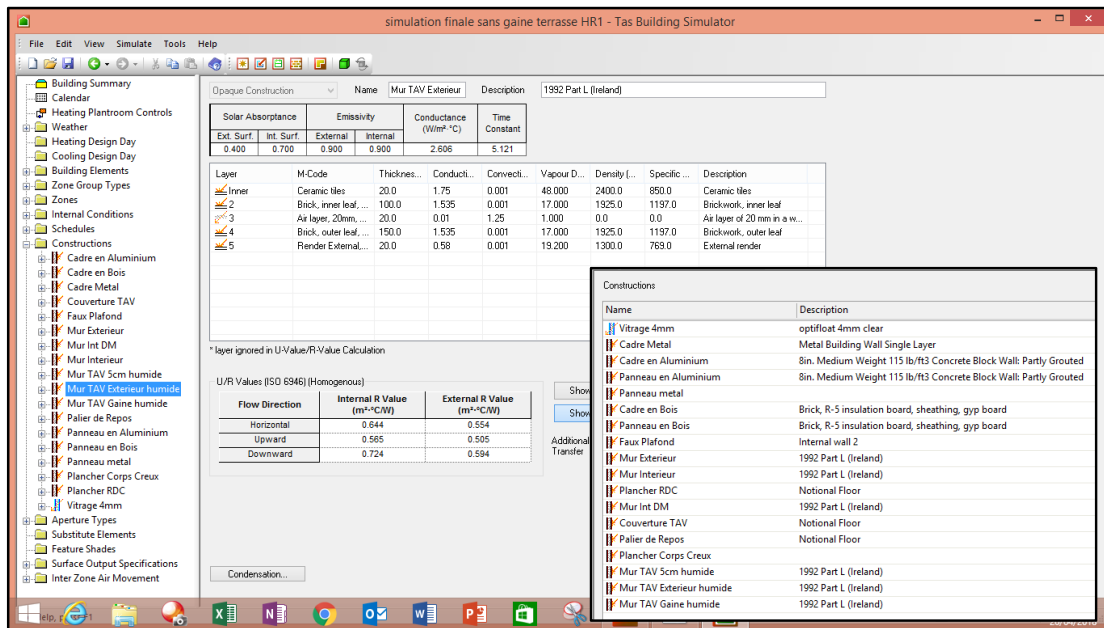 simulation finale sans gaine terrasse HR1 - Tas Building Simulator
File Edit View Simulate Tools Help
Building Summary
Calendar
Heating Plantroom Controls
Weather
Heating Design Day
Cooling Design Day
Building Elements
Zone Group Types
Zones
Internal Conditions
Schedules
Constructions
Cadre en Aluminium
Cadre en Bois
Cadre Metal
Couverture TAV
Faux Plafond
Mur Exterieur
Mur Int DM
Mur Interieur
Mur TAV 5cm humide
Mur TAV Exterieur humide
Mur TAV Gaine humide
Palier de Repos
Panneau en Aluminium
Panneau en Bois
Panneau metal
Plancher Corps Creux
Plancher RDC
Vitrage 4mm
Aperture Types
Substitute Elements
Feature Shades
Surface Output Specifications
Inter Zone Air Movement
Opaque Construction Name Mur TAV Exterieur Description 1992 Part L (Ireland)
Solar Absorptance Emissivity Conductance (W/m²·°C) Time Constant
Ext. Surf. Int. Surf. External Internal
0.400 0.700 0.900 0.900 2.606 5.121
Layer M-Code Thicknes... Conducti... Convecti... Vapour D... Density (... Specific ... Description
Inner Ceramic tiles 20.0 1.75 0.001 48.000 2400.0 850.0 Ceramic tiles
2 Brick, inner leaf, ... 100.0 1.535 0.001 17.000 1925.0 1197.0 Brickwork, inner leaf
3 Air layer, 20mm, ... 20.0 0.01 1.25 1.000 0.0 0.0 Air layer of 20 mm in a w...
4 Brick, outer leaf, ... 150.0 1.535 0.001 17.000 1925.0 1197.0 Brickwork, outer leaf
5 Render External,... 20.0 0.58 0.001 19.200 1300.0 769.0 External render
* layer ignored in U-Value/R-Value Calculation
U/R Values (ISO 6946) (Homogenous)
Flow Direction Internal R Value (m²·°C/W) External R Value (m²·°C/W)
Horizontal 0.644 0.554
Upward 0.565 0.505
Downward 0.724 0.594
Show
Show
Additional
Transfer
Condensation...
Constructions
Name Description
Vitrage 4mm optifloat 4mm clear
Cadre Metal Metal Building Wall Single Layer
Cadre en Aluminium 8in. Medium Weight 115 lb/ft3 Concrete Block Wall: Partly Grouted
Panneau en Aluminium 8in. Medium Weight 115 lb/ft3 Concrete Block Wall: Partly Grouted
Panneau metal
Cadre en Bois Brick, R-5 insulation board, sheathing, gyp board
Panneau en Bois Brick, R-5 insulation board, sheathing, gyp board
Faux Plafond Internal wall 2
Mur Exterieur 1992 Part L (Ireland)
Mur Interieur 1992 Part L (Ireland)
Plancher RDC Notional Floor
Mur Int DM 1992 Part L (Ireland)
Couverture TAV Notional Floor
Palier de Repos Notional Floor
Plancher Corps Creux
Mur TAV 5cm humide 1992 Part L (Ireland)
Mur TAV Exterieur humide 1992 Part L (Ireland)
Mur TAV Gaine humide 1992 Part L (Ireland)